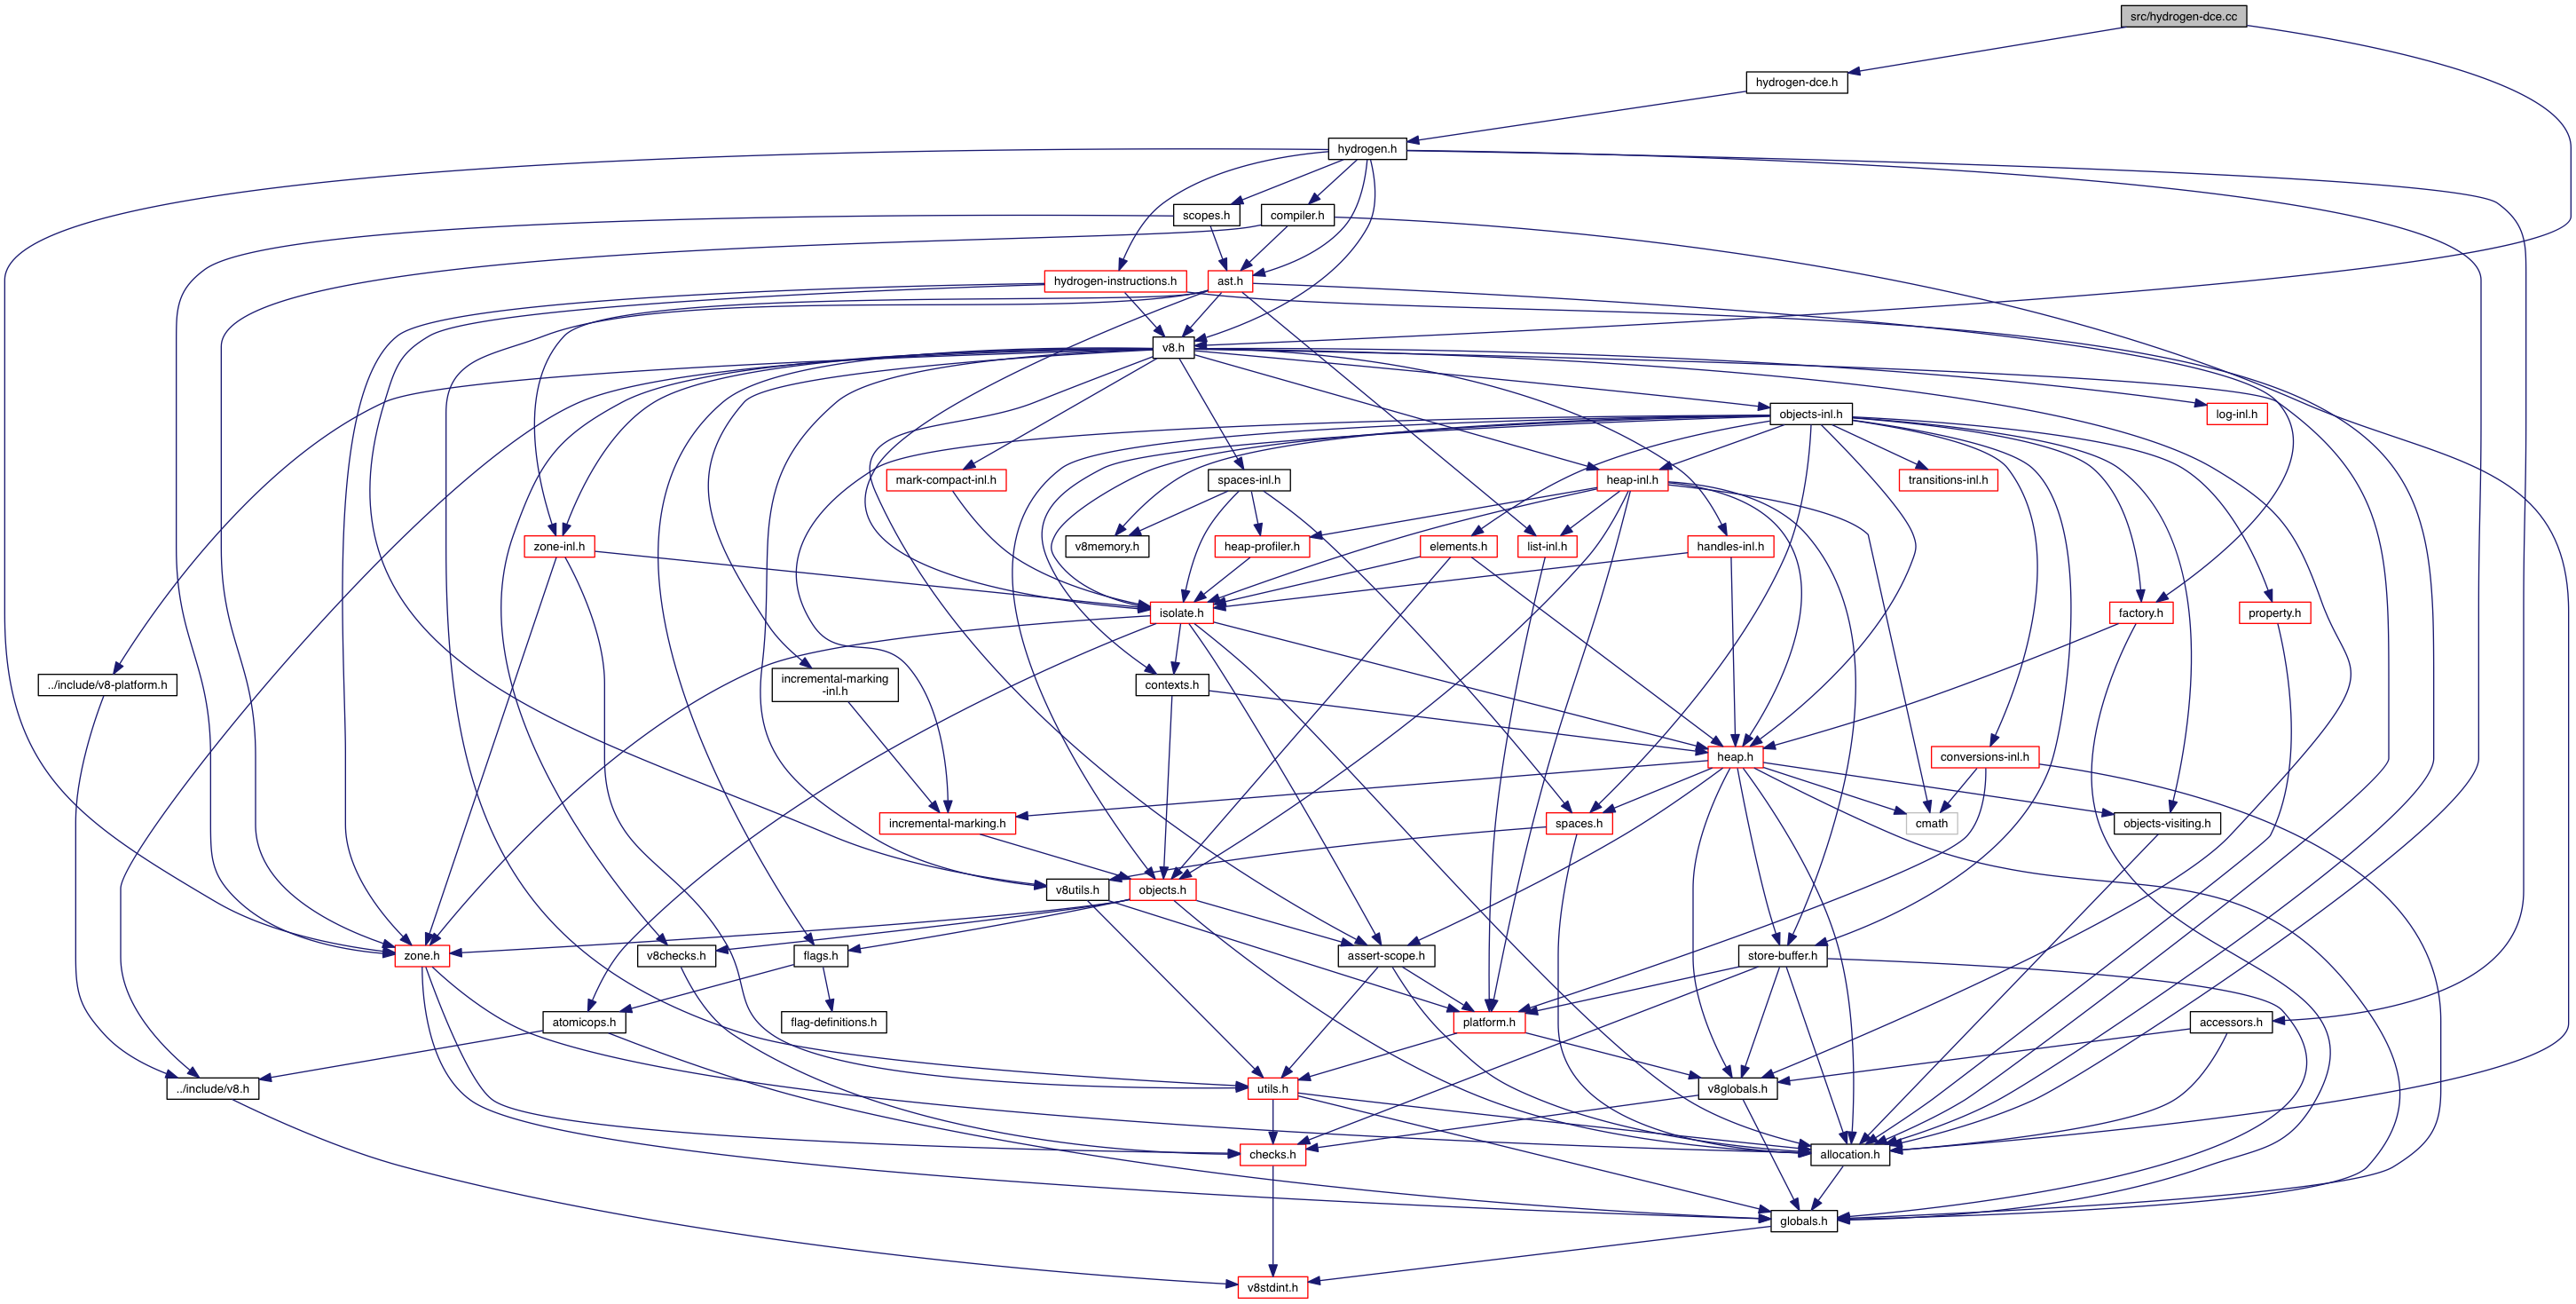 src/hydrogen-dce.cc
hydrogen-dce.h
hydrogen.h
scopes.h
compiler.h
hydrogen-instructions.h
ast.h
v8.h
objects-inl.h
log-inl.h
mark-compact-inl.h
spaces-inl.h
heap-inl.h
transitions-inl.h
zone-inl.h
v8memory.h
heap-profiler.h
elements.h
list-inl.h
handles-inl.h
isolate.h
factory.h
property.h
../include/v8-platform.h
incremental-marking
-inl.h
contexts.h
heap.h
conversions-inl.h
incremental-marking.h
spaces.h
cmath
objects-visiting.h
v8utils.h
objects.h
zone.h
v8checks.h
flags.h
assert-scope.h
store-buffer.h
atomicops.h
flag-definitions.h
platform.h
accessors.h
../include/v8.h
utils.h
v8globals.h
checks.h
allocation.h
globals.h
v8stdint.h